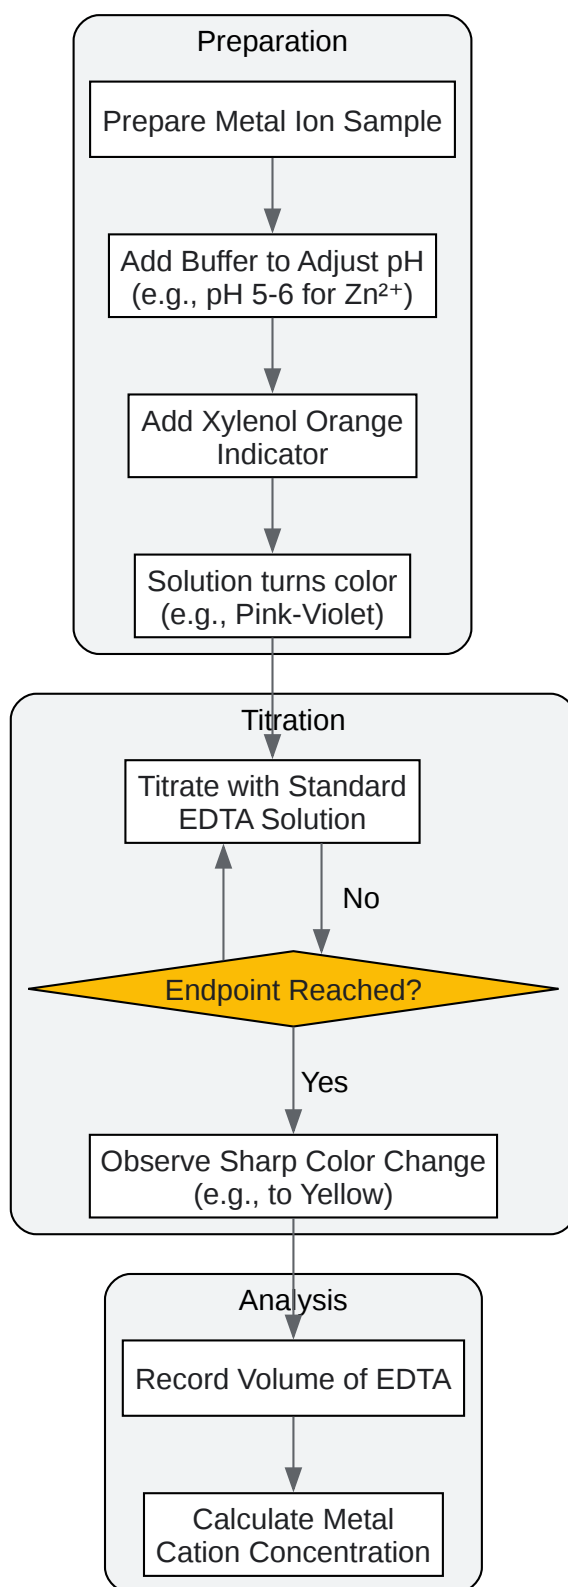 Preparation
Prepare Metal Ion Sample
Add Buffer to Adjust pH
(e.g., pH 5-6 for Zn²⁺)
Add Xylenol Orange
Indicator
Solution turns color
(e.g., Pink-Violet)
Titration
Titrate with Standard
EDTA Solution
No
Endpoint Reached?
Yes
Observe Sharp Color Change
(e.g., to Yellow)
Analysis
Record Volume of EDTA
Calculate Metal
Cation Concentration